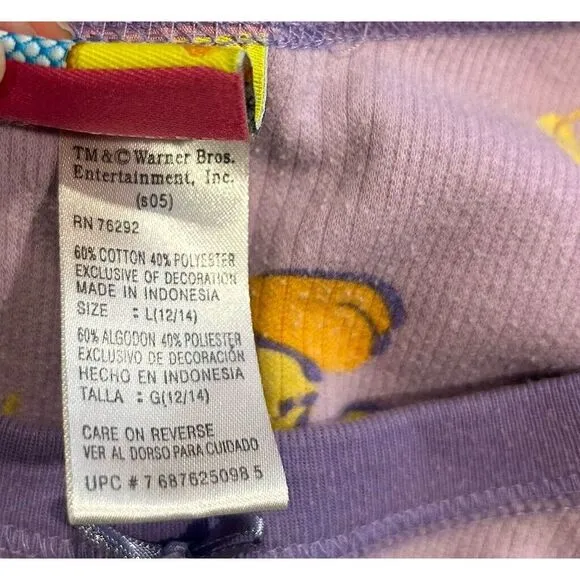 TM&© Warner Bros.
Entertainment, Inc.
(s05)
RN 76292
60% COTTON 40% POLYESTER
EXCLUSIVE OF DECORATION
MADE IN INDONESIA
SIZE : L(12/14)
60% ALGODON 40% POLIESTER
EXCLUSIVO DE DECORACIÓN
HECHO EN INDONESIA
TALLA : G(12/14)
CARE ON REVERSE
VER AL DORSO PARA CUIDADO
UPC # 7 687625098 5